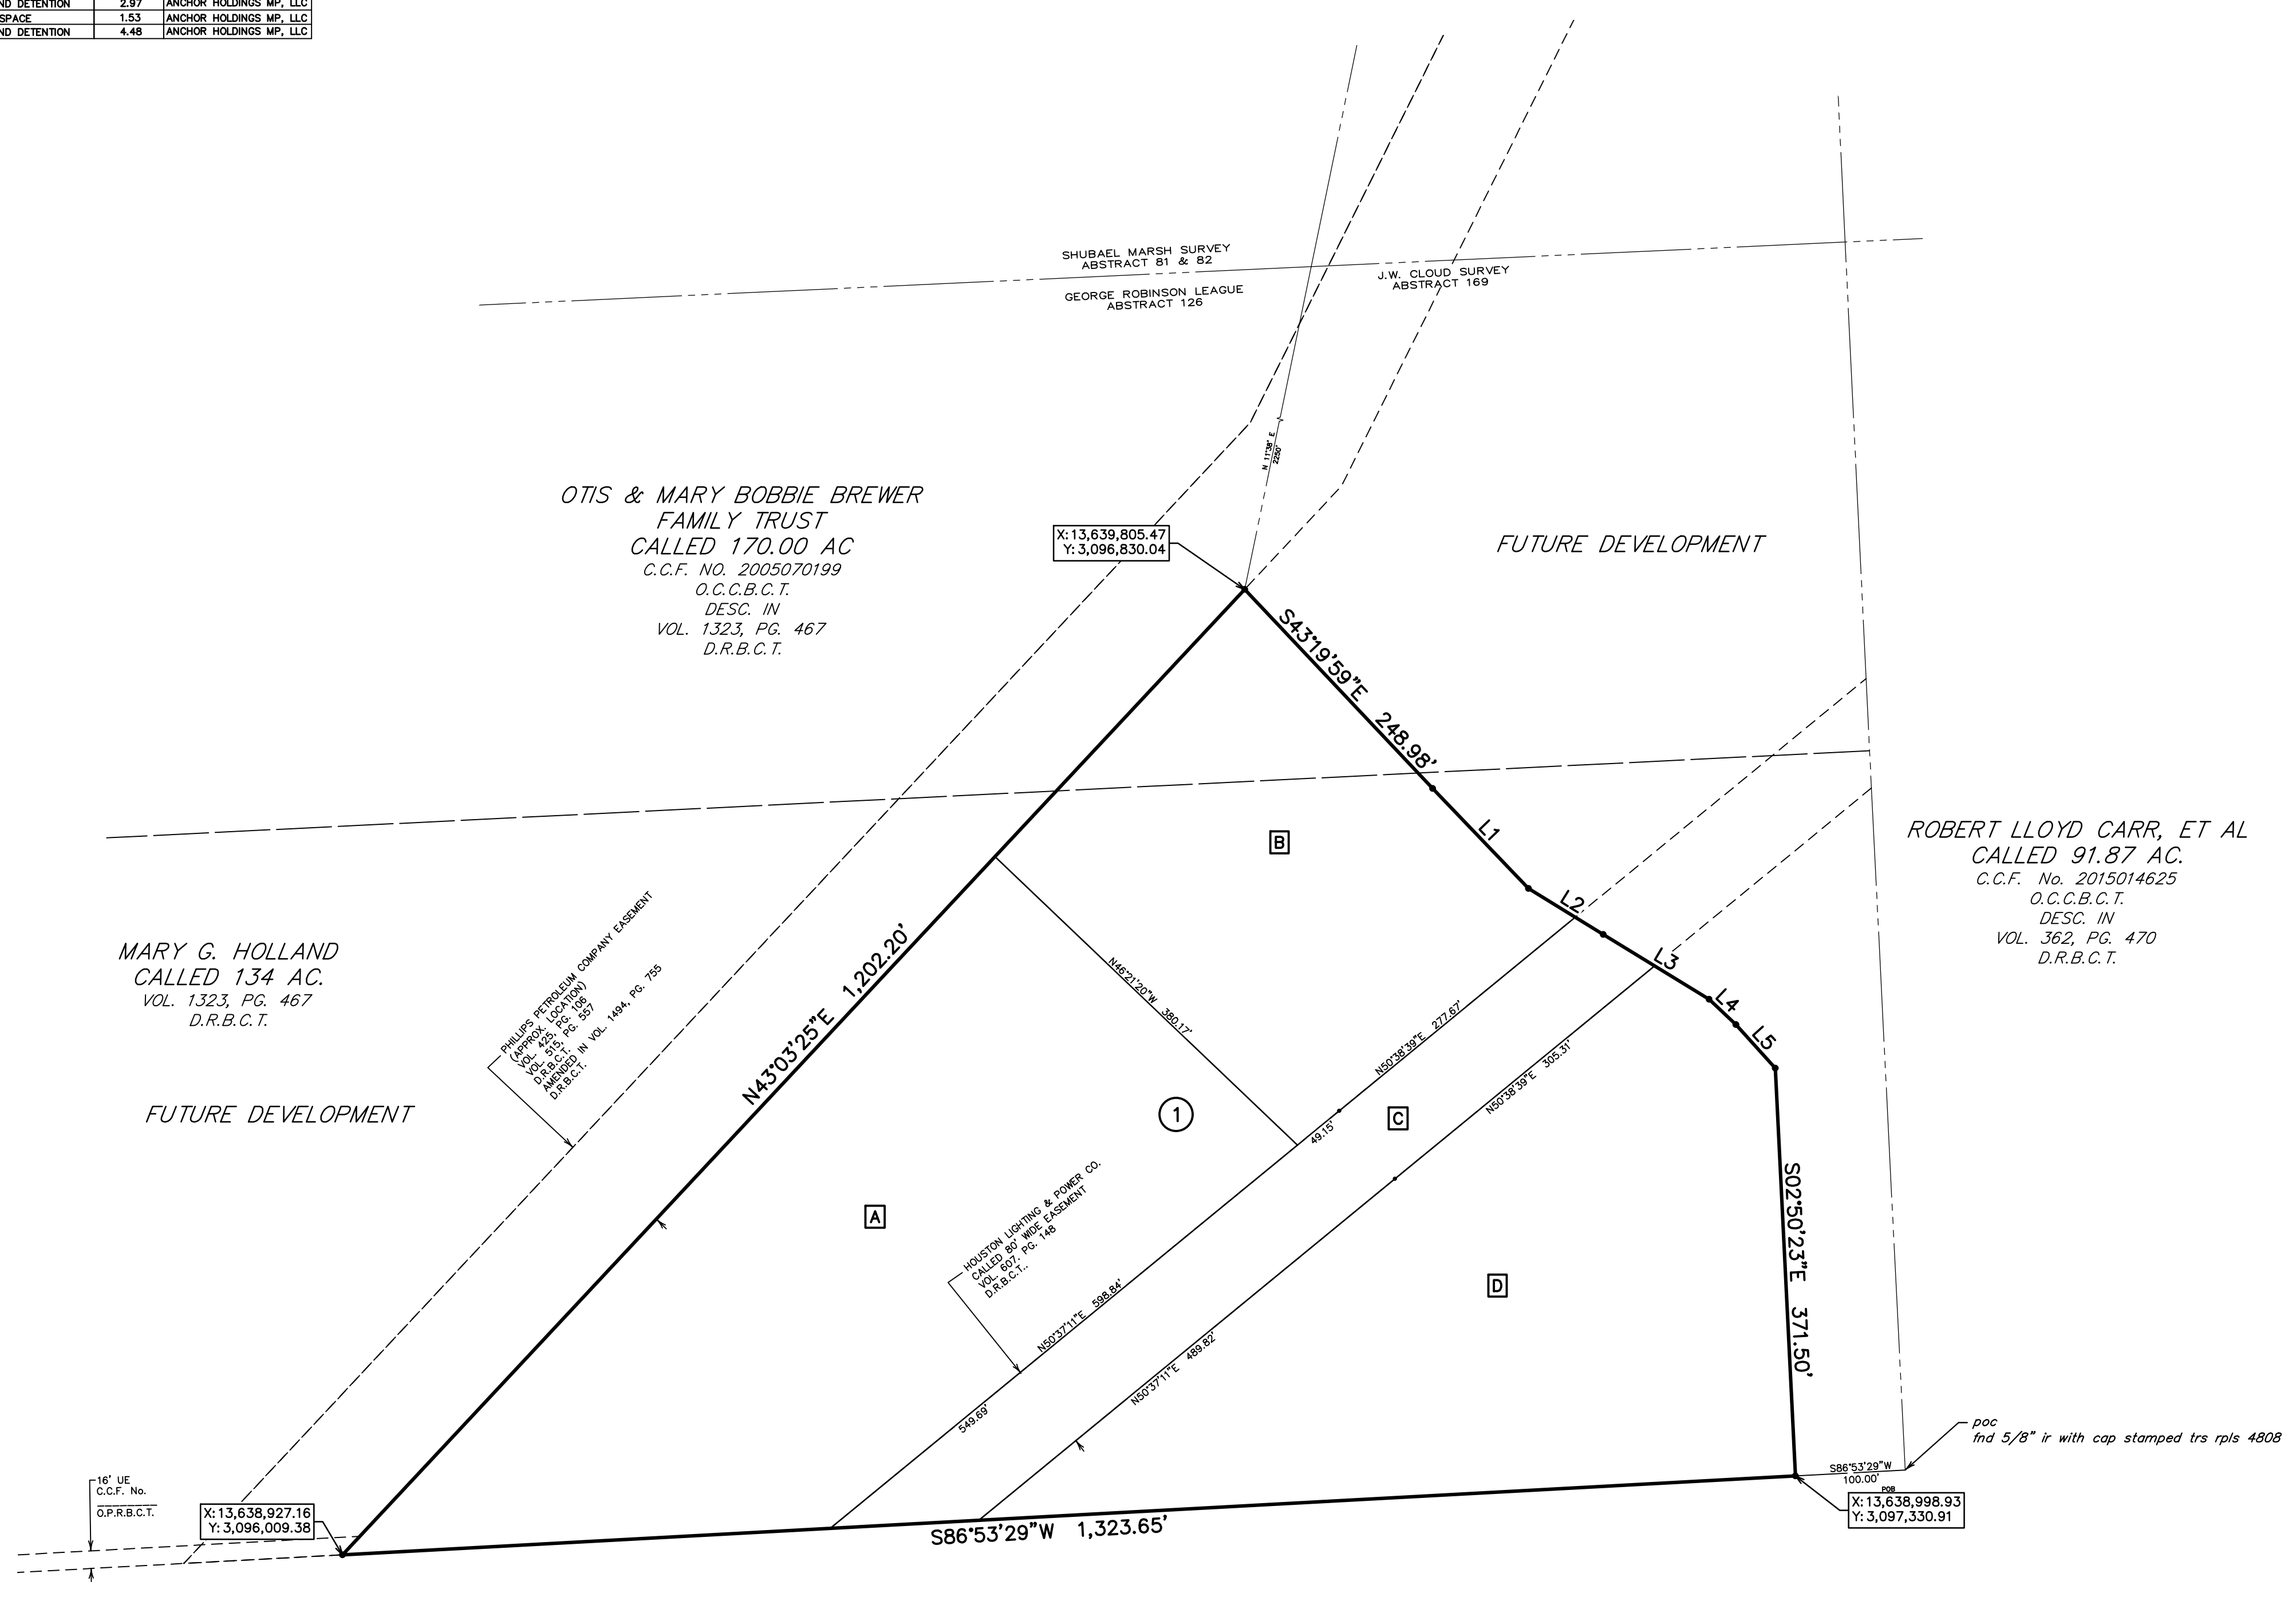 ND DETENTION 2.97 ANCHOR HOLDINGS MP, LLC
SPACE 1.53 ANCHOR HOLDINGS MP, LLC
ND DETENTION 4.48 ANCHOR HOLDINGS MP, LLC
SHUBAEL MARSH SURVEY
ABSTRACT 81 & 82
GEORGE ROBINSON LEAGUE
ABSTRACT 126
J.W. CLOUD SURVEY
ABSTRACT 169
N 11°38' E
2250'
OTIS & MARY BOBBIE BREWER
FAMILY TRUST
CALLED 170.00 AC
C.C.F. NO. 2005070199
O.C.C.B.C.T.
DESC. IN
VOL. 1323, PG. 467
D.R.B.C.T.
X: 13,639,805.47
Y: 3,096,830.04
FUTURE DEVELOPMENT
S43°19'59"E 248.98'
L1
L2
L3
L4
L5
B
ROBERT LLOYD CARR, ET AL
CALLED 91.87 AC.
C.C.F. No. 2015014625
O.C.C.B.C.T.
DESC. IN
VOL. 362, PG. 470
D.R.B.C.T.
MARY G. HOLLAND
CALLED 134 AC.
VOL. 1323, PG. 467
D.R.B.C.T.
FUTURE DEVELOPMENT
PHILLIPS PETROLEUM COMPANY EASEMENT
(APPROX. LOCATION)
VOL. 425, PG. 106
VOL. 515, PG. 557
D.R.B.C.T.
AMENDED IN VOL. 1494, PG. 755
D.R.B.C.T.
N43°03'25"E 1,202.20'
N46°21'20"W 380.17'
N50°38'39"E 277.67'
N50°38'39"E 305.31'
1
C
49.15'
A
HOUSTON LIGHTING & POWER CO.
CALLED 80' WIDE EASEMENT
VOL. 607. PG. 148
D.R.B.C.T..
D
S02°50'23"E 371.50'
N50°37'11"E 598.84'
N50°37'11"E 489.82'
549.69'
poc
fnd 5/8" ir with cap stamped trs rpls 4808
S86°53'29"W
100.00'
POB
X: 13,638,998.93
Y: 3,097,330.91
16' UE
C.C.F. No.
________
O.P.R.B.C.T.
X: 13,638,927.16
Y: 3,096,009.38
S86°53'29"W 1,323.65'